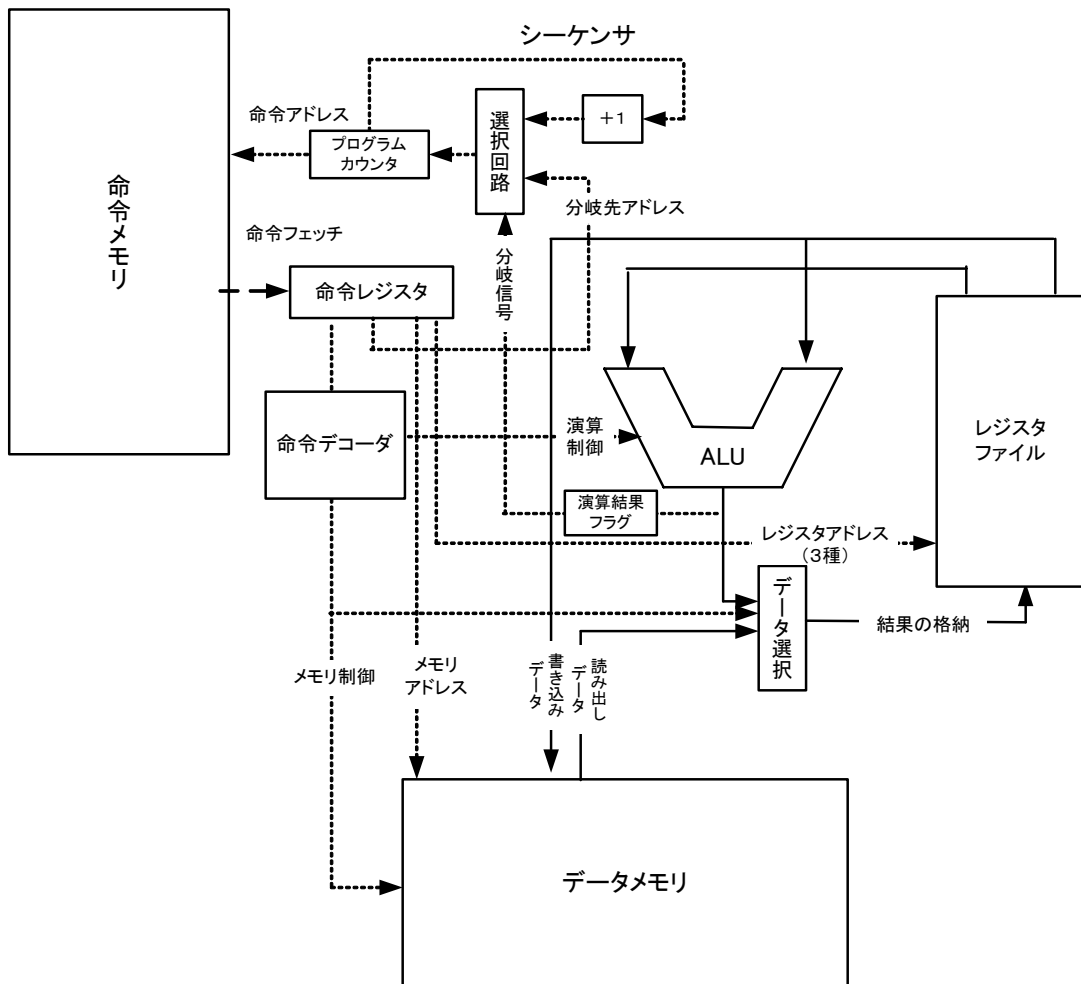 シーケンサ
命令アドレス
プログラム
カウンタ
選択回路
＋１
分岐先アドレス
命令メモリ
命令フェッチ
命令レジスタ
分岐信号
命令デコーダ
演算
制御
ALU
レジスタ
ファイル
演算結果
フラグ
レジスタアドレス
（３種）
データ選択
結果の格納
メモリ制御
メモリ
アドレス
書き込み
データ
読み出し
データ
データメモリ